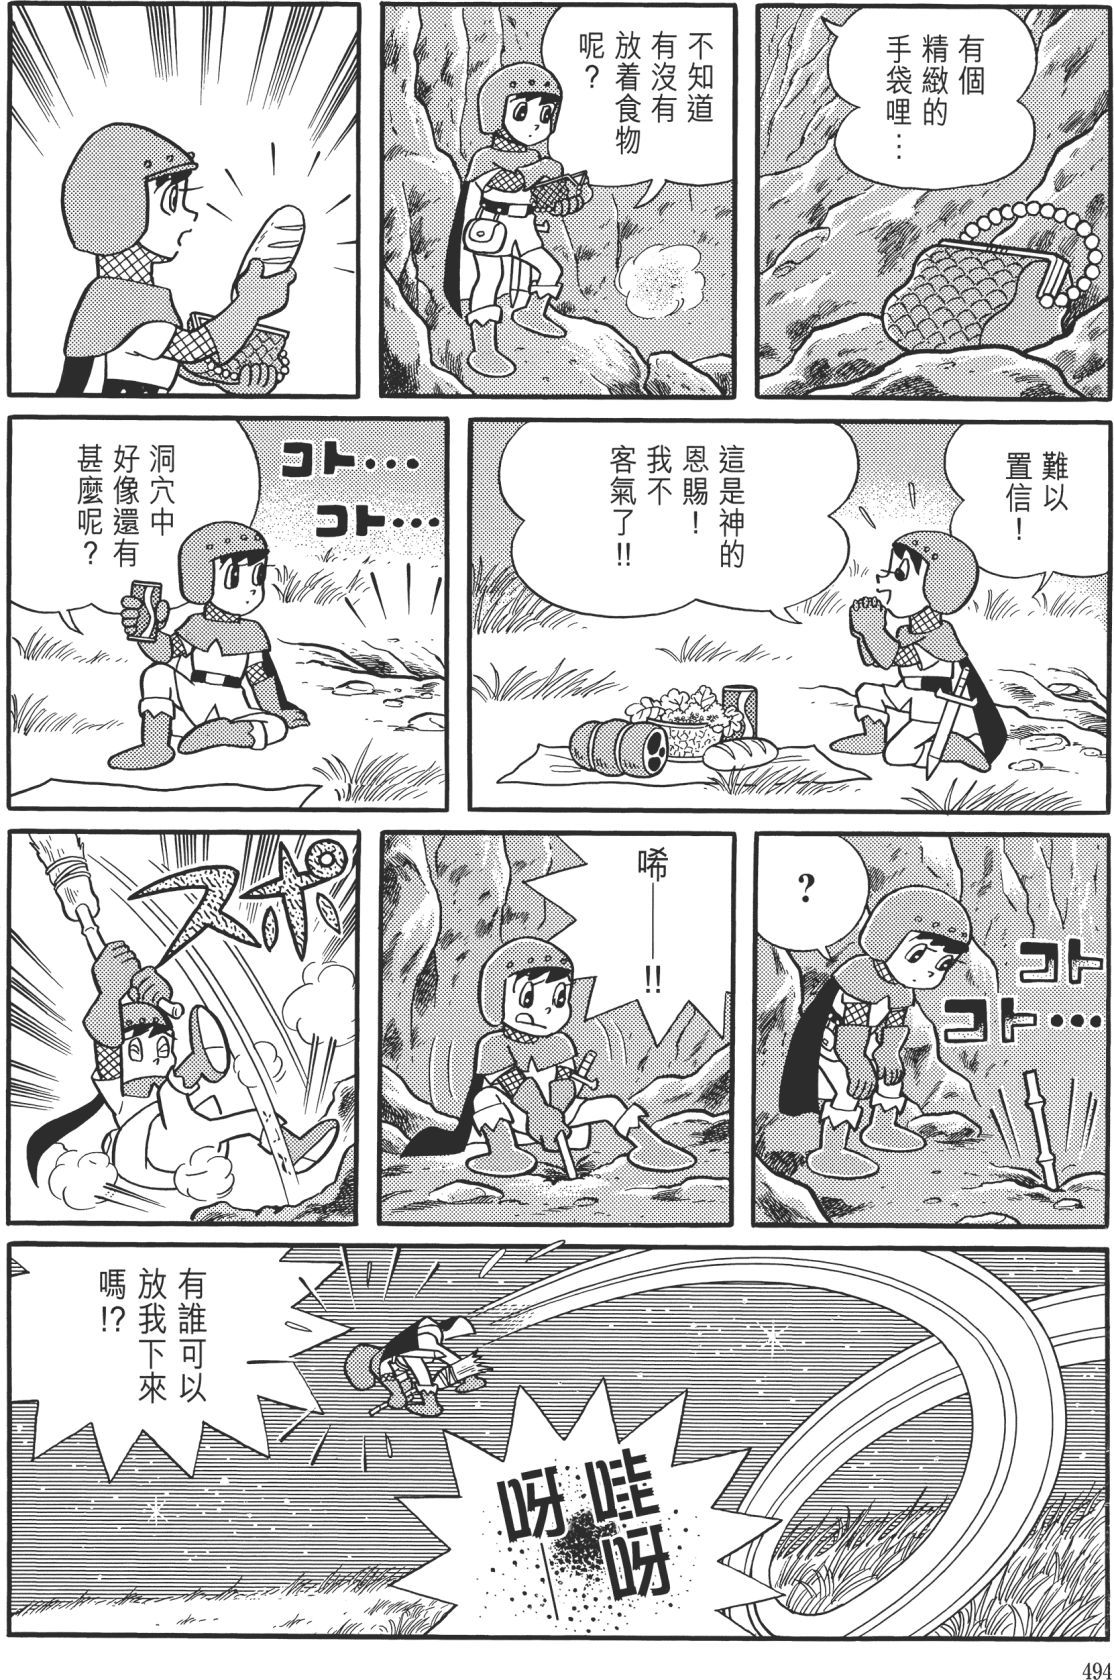 有個
精緻的
手袋哩…
不知道
有沒有
放着食物
呢？
難以
置信！
這是神的
恩賜！
我不
客氣了!!
コト…
コト…
洞穴中
好像還有
甚麼呢？
?
コト
コト…
唏——!!
スポ
哇呀
呀—
有誰可以
放我下來
嗎!?
494